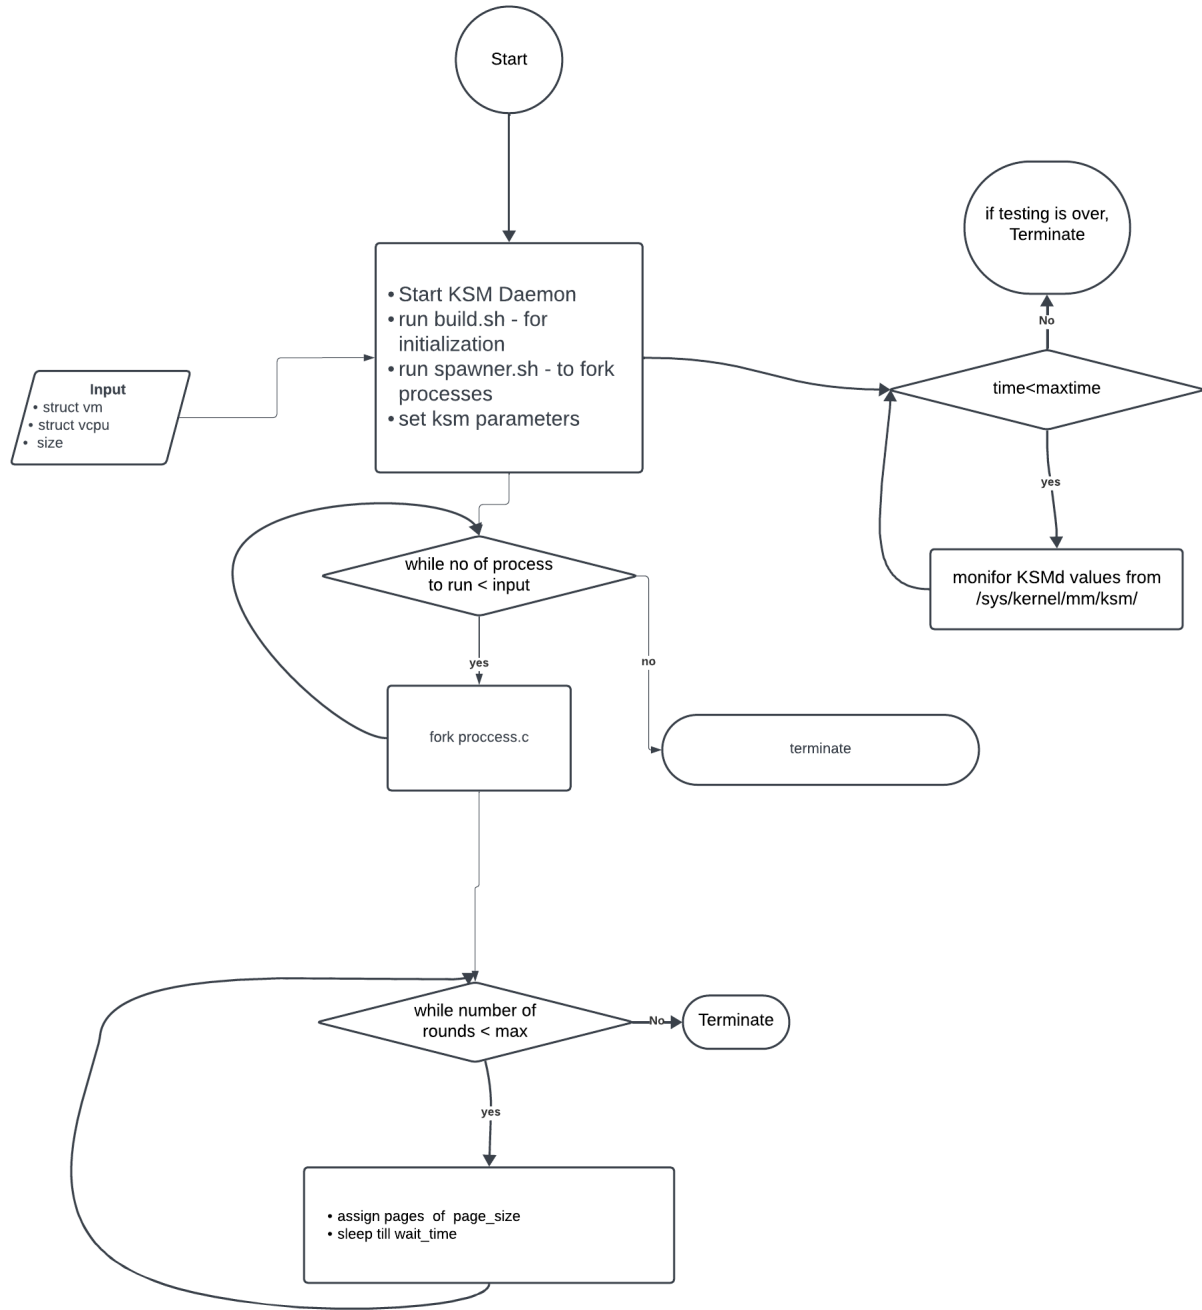 Start
if testing is over,
Terminate
• Start KSM Daemon
• run build.sh - for
initialization
• run spawner.sh - to fork
processes
• set ksm parameters
No
Input
• struct vm
• struct vcpu
• size
time<maxtime
yes
while no of process
to run < input
monifor KSMd values from
/sys/kernel/mm/ksm/
yes
no
fork proccess.c
terminate
while number of
rounds < max
No
Terminate
yes
• assign pages of page_size
• sleep till wait_time